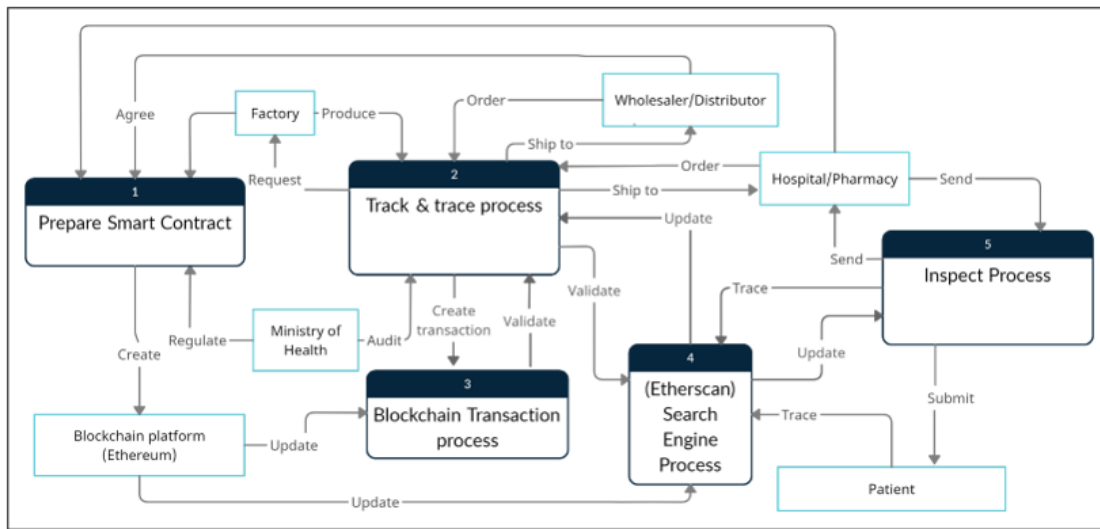 Agree
Factory
Produce
Order
Wholesaler/Distributor
Ship to
Request
1
Prepare Smart Contract
2
Track & trace process
Order
Ship to
Hospital/Pharmacy
Send
Send
5
Inspect Process
Update
Validate
Trace
Create
transaction
Validate
Regulate
Ministry of
Health
Audit
Create
Update
3
Blockchain Transaction
process
4
(Etherscan)
Search
Engine
Process
Blockchain platform
(Ethereum)
Update
Trace
Submit
Update
Patient